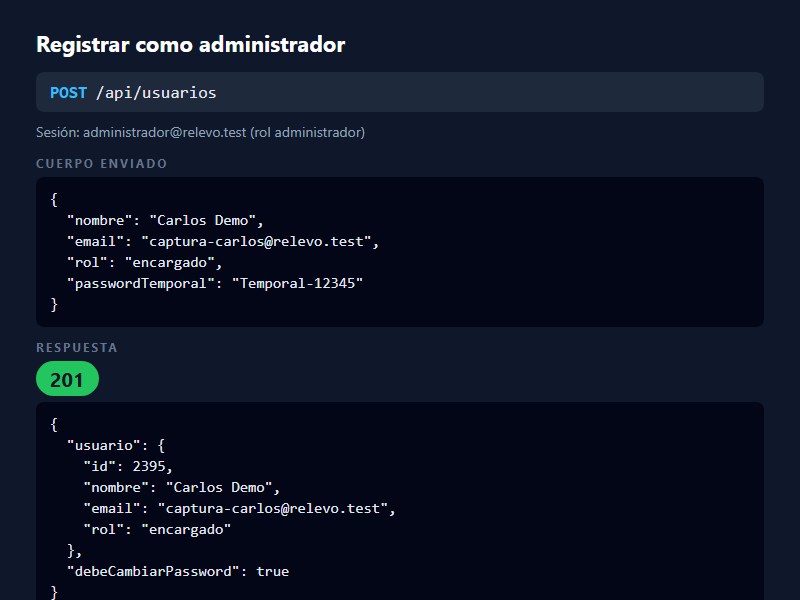 Registrar como administrador
POST /api/usuarios
Sesión: administrador@relevo.test (rol administrador)
CUERPO ENVIADO
{
  "nombre": "Carlos Demo",
  "email": "captura-carlos@relevo.test",
  "rol": "encargado",
  "passwordTemporal": "Temporal-12345"
}
RESPUESTA
201
{
  "usuario": {
    "id": 2395,
    "nombre": "Carlos Demo",
    "email": "captura-carlos@relevo.test",
    "rol": "encargado"
  },
  "debeCambiarPassword": true
}